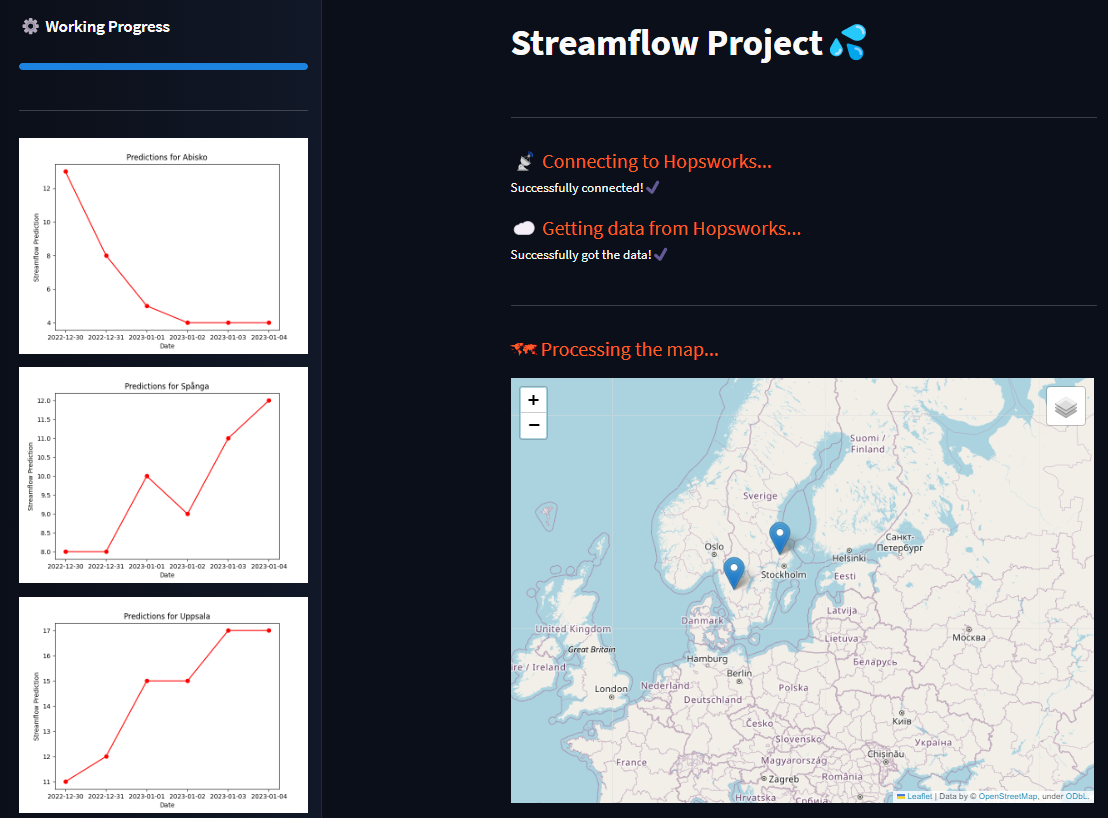 Working Progress
Predictions for Abisko
Streamflow Prediction
12
10
8
6
4
2022-12-30 2022-12-31 2023-01-01 2023-01-02 2023-01-03 2023-01-04
Date
Predictions for Spånga
Streamflow Prediction
12.0
11.5
11.0
10.5
10.0
9.5
9.0
8.5
8.0
2022-12-30 2022-12-31 2023-01-01 2023-01-02 2023-01-03 2023-01-04
Date
Predictions for Uppsala
Streamflow Prediction
17
16
15
14
13
12
11
2022-12-30 2022-12-31 2023-01-01 2023-01-02 2023-01-03 2023-01-04
Date
Streamflow Project
Connecting to Hopsworks...
Successfully connected!
Getting data from Hopsworks...
Successfully got the data!
Processing the map...
+
−
Suomi /
Finland
Sverige
Oslo
Санкт-
Петербург
Helsinki
Stockholm
Eesti
Latvija
Danmark
United Kingdom
Москва
Lietuva
Great Britain
Hamburg
Беларусь
re / Ireland
Berlin
London
Nederland
Polska
Deutschland
Київ
Česko
Slovensko
Україна
Chișinău
France
Magyarország
Zagreb
România
Hrvatska
Србија
Leaflet | Data by © OpenStreetMap, under ODbL.